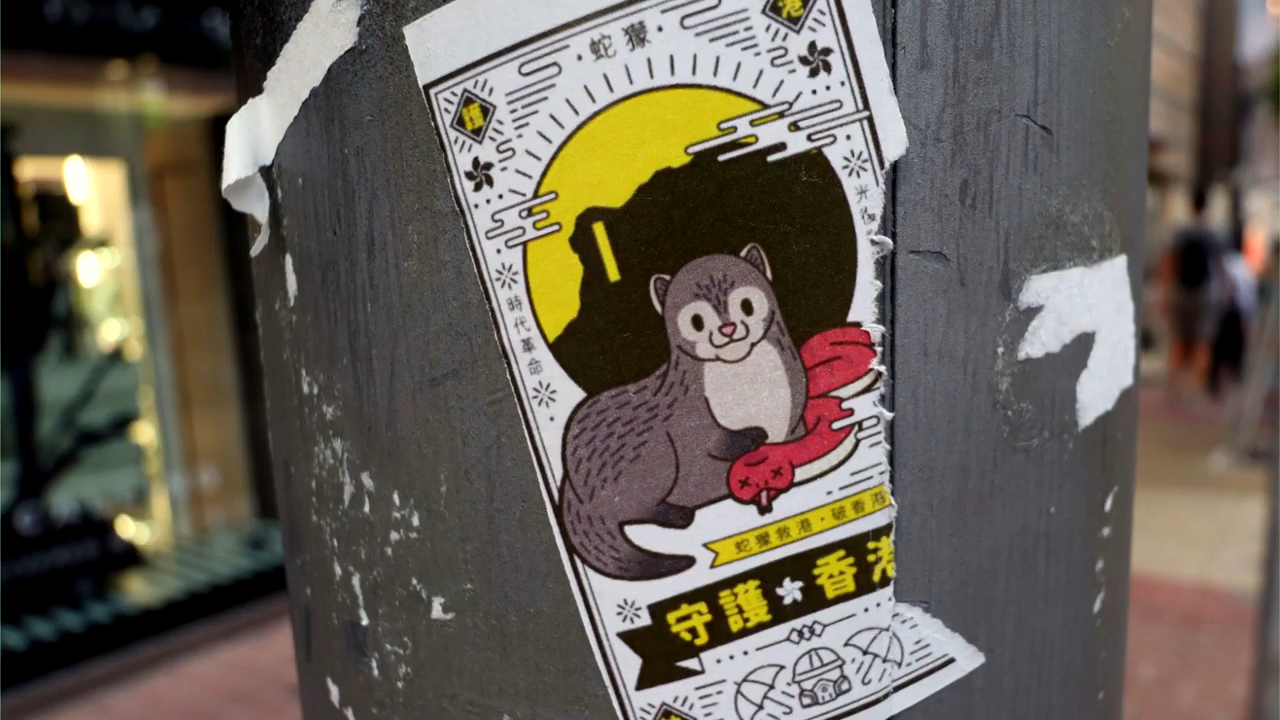 港
·蛇獴·
護
光復
時代革命
蛇獴救港·破香港
守護香港